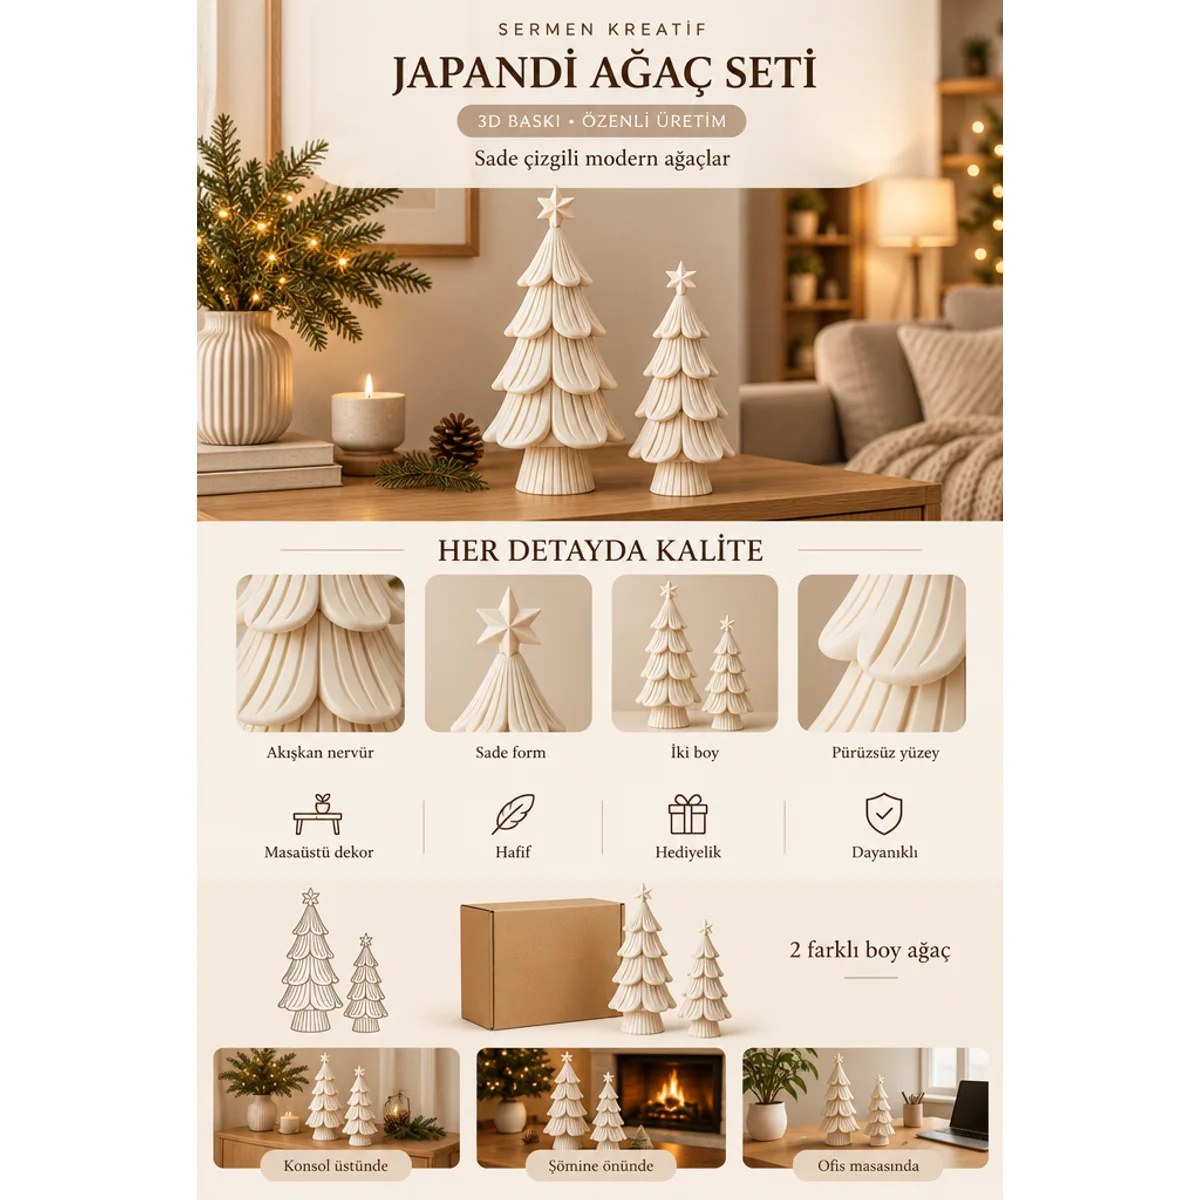 SERMEN KREATİF
JAPANDİ AĞAÇ SETİ
3D BASKI • ÖZENLİ ÜRETİM
Sade çizgili modern ağaçlar
HER DETAYDA KALİTE
Akışkan nervür
Sade form
İki boy
Pürüzsüz yüzey
Masaüstü dekor
Hafif
Hediyelik
Dayanıklı
2 farklı boy ağaç
Konsol üstünde
Şömine önünde
Ofis masasında